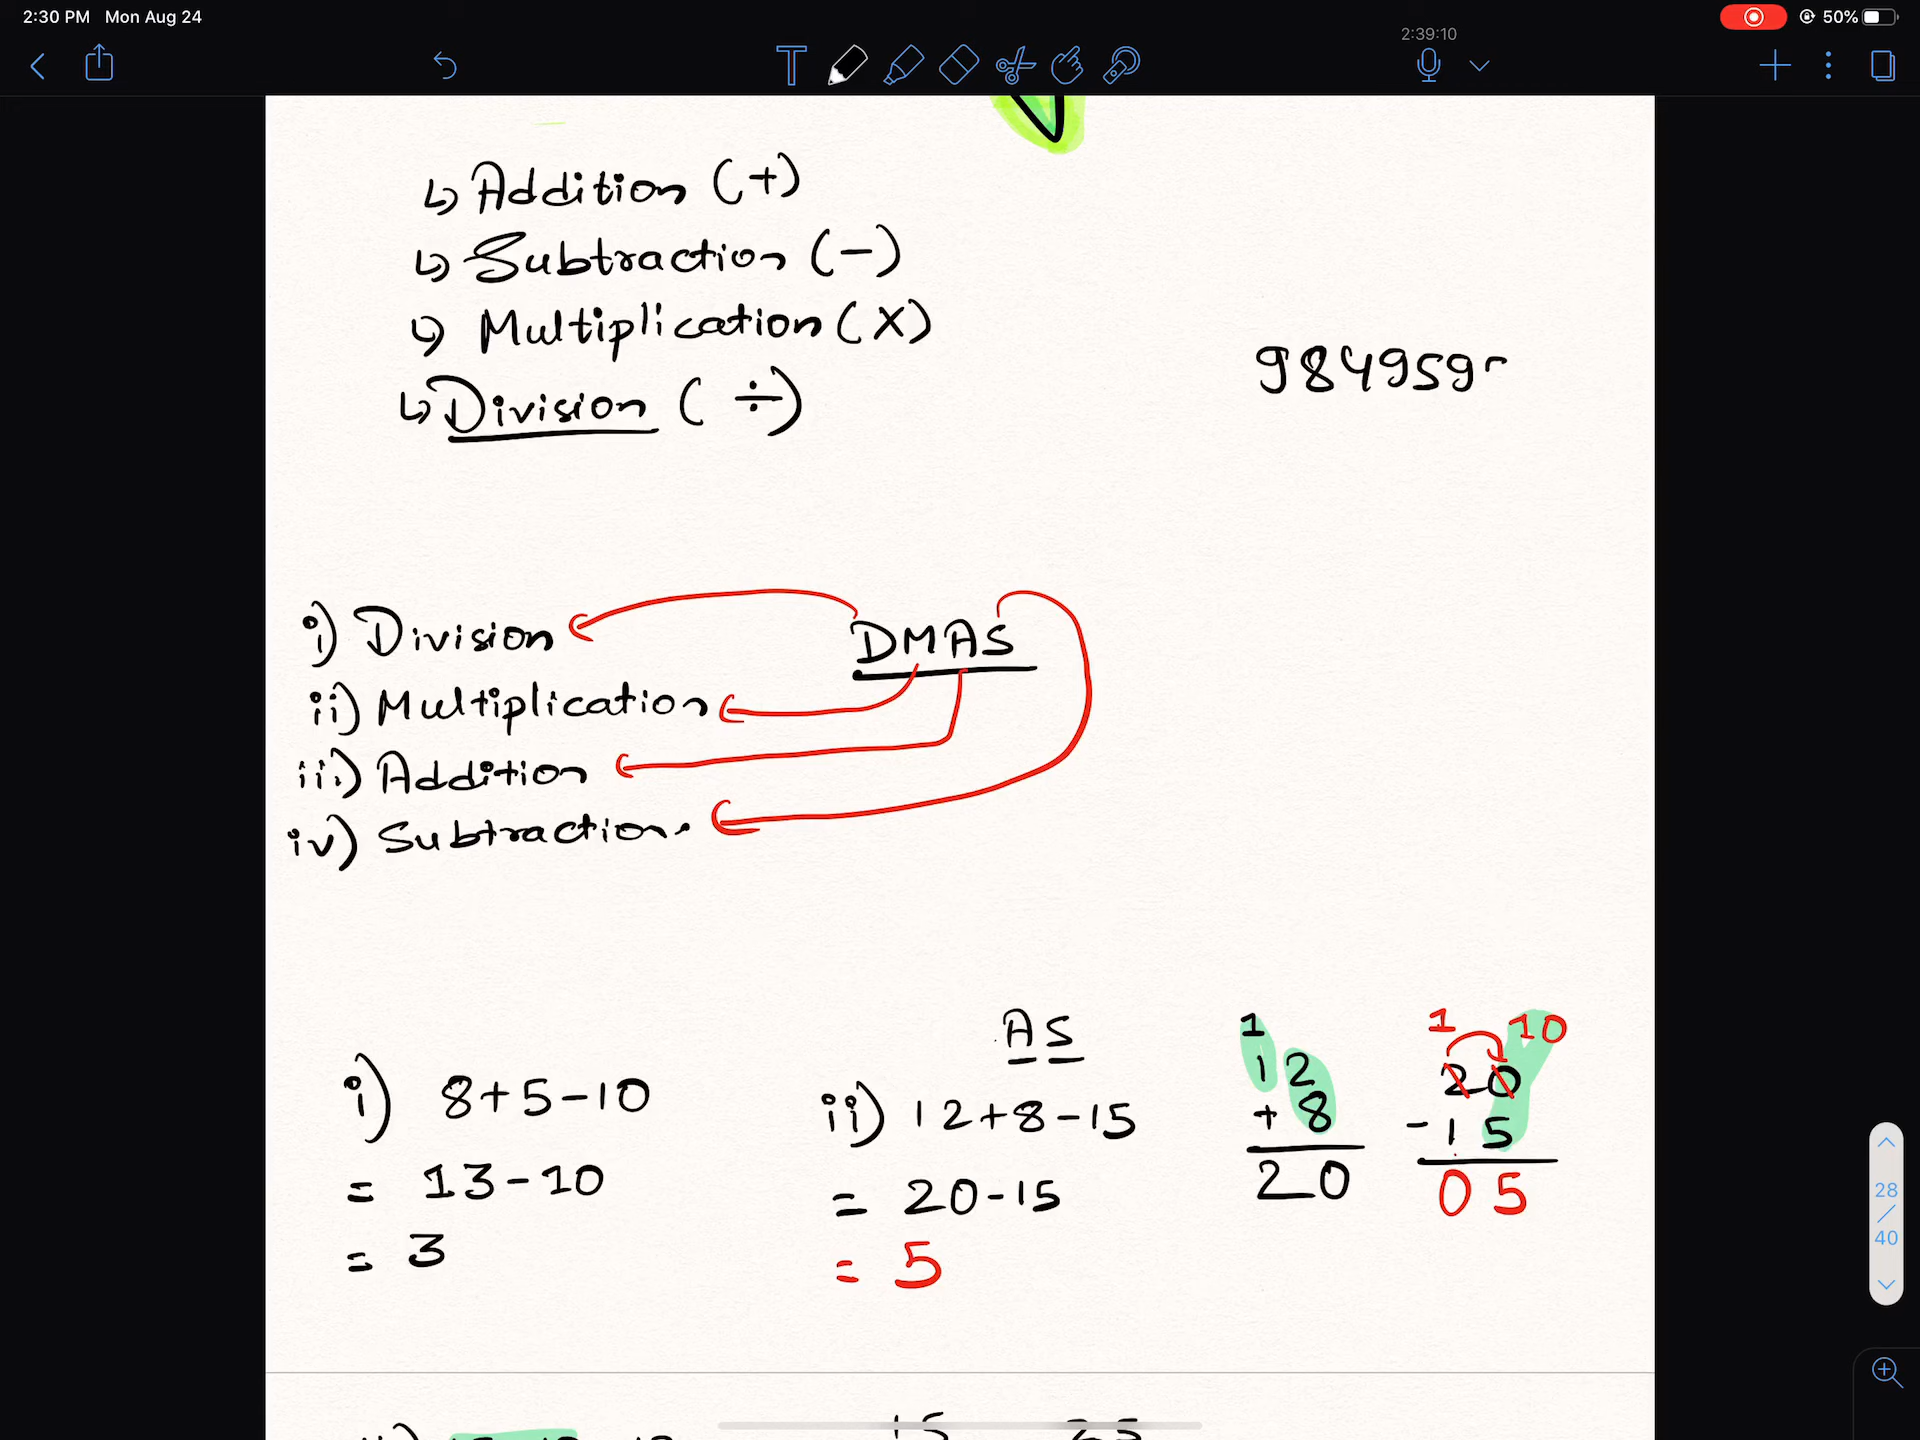 2:30 PM Mon Aug 24
50%
2:39:10
↳ Addition (+)
↳ Subtraction (-)
↳ Multiplication (×)
↳ Division (÷)
984959
DMAS
i) Division
ii) Multiplication
iii) Addition
iv) Subtraction.
AS
i) 8+5-10
= 13-10
= 3
ii) 12+8-15
= 20-15
= 5
1
12
+ 8
20
1 10
20
- 15
05
28
/
40